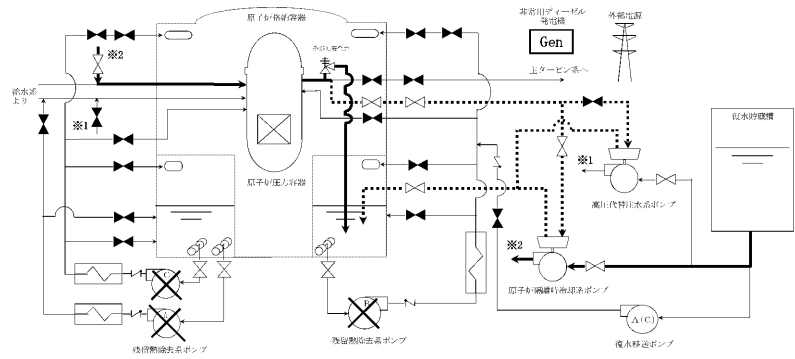 原子炉格納容器
非常用ディーゼル
発電機
外部電源
Gen
※2
逃がし安全弁
主タービン系へ
給水系
より
※1
復水貯蔵槽
※1
原子炉圧力容器
高圧代替注水系ポンプ
※2
原子炉隔離時冷却系ポンプ
C
A
B
A(C)
残留熱除去系ポンプ
残留熱除去系ポンプ
復水移送ポンプ